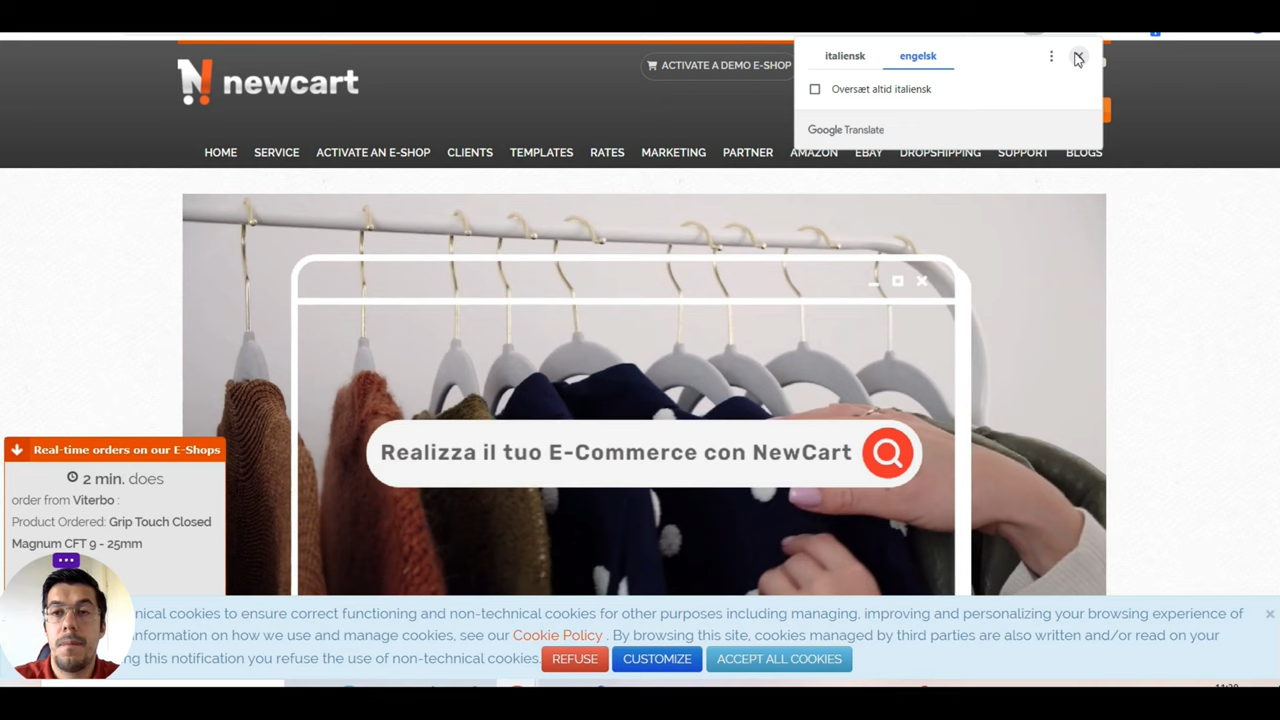 newcart
ACTIVATE A DEMO E-SHOP
italiensk engelsk
Oversæt altid italiensk
Google Translate
HOME SERVICE ACTIVATE AN E-SHOP CLIENTS TEMPLATES RATES MARKETING PARTNER AMAZON EBAY DROPSHIPPING SUPPORT BLOGS
Realizza il tuo E-Commerce con NewCart
Real-time orders on our E-Shops
2 min. does
order from Viterbo :
Product Ordered: Grip Touch Closed
Magnum CFT 9 - 25mm
cookies to ensure correct functioning and non-technical cookies for other purposes including managing, improving and personalizing your browsing experience of
information on how we use and manage cookies, see our Cookie Policy . By browsing this site, cookies managed by third parties are also written and/or read on your
this notification you refuse the use of non-technical cookies. REFUSE CUSTOMIZE ACCEPT ALL COOKIES